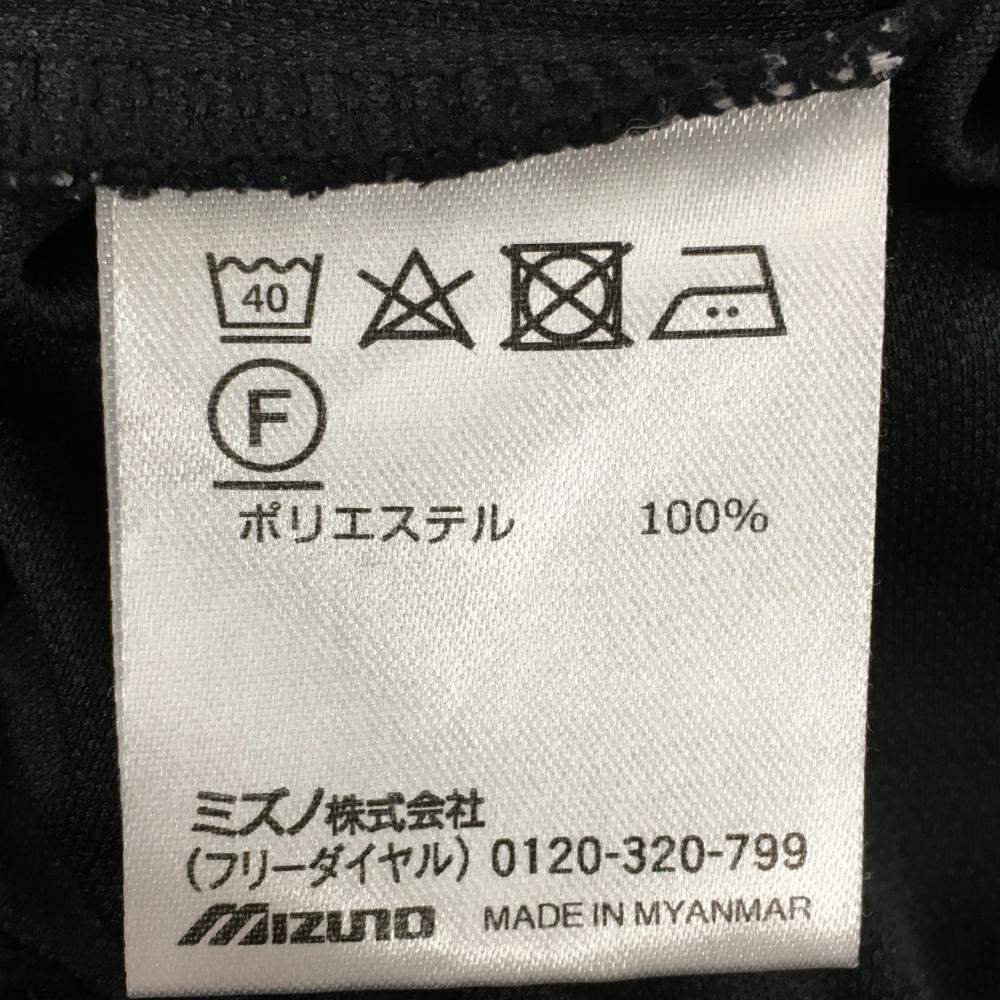 40
F
ポリエステル 100%
ミズノ株式会社
(フリーダイヤル) 0120-320-799
MIZUNO MADE IN MYANMAR